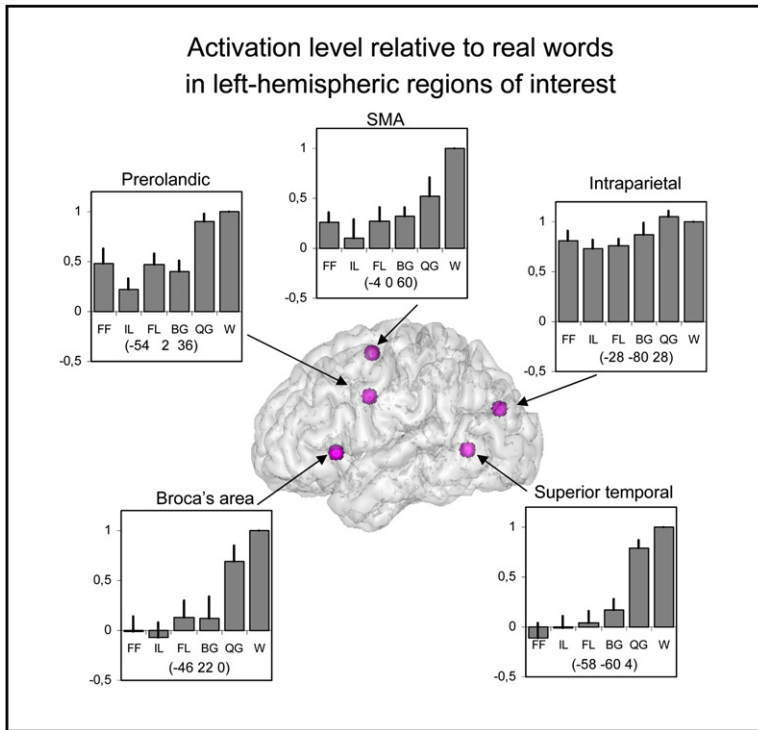 Activation level relative to real words
in left-hemispheric regions of interest
SMA
1
0,5
0
-0,5
FF IL FL BG QG W
(-4 0 60)
Prerolandic
1
0,5
0
-0,5
FF IL FL BG QG W
(-54 2 36)
Intraparietal
1
0,5
0
-0,5
FF IL FL BG QG W
(-28 -80 28)
Broca's area
1
0,5
0
-0,5
FF IL FL BG QG W
(-46 22 0)
Superior temporal
1
0,5
0
-0,5
FF IL FL BG QG W
(-58 -60 4)